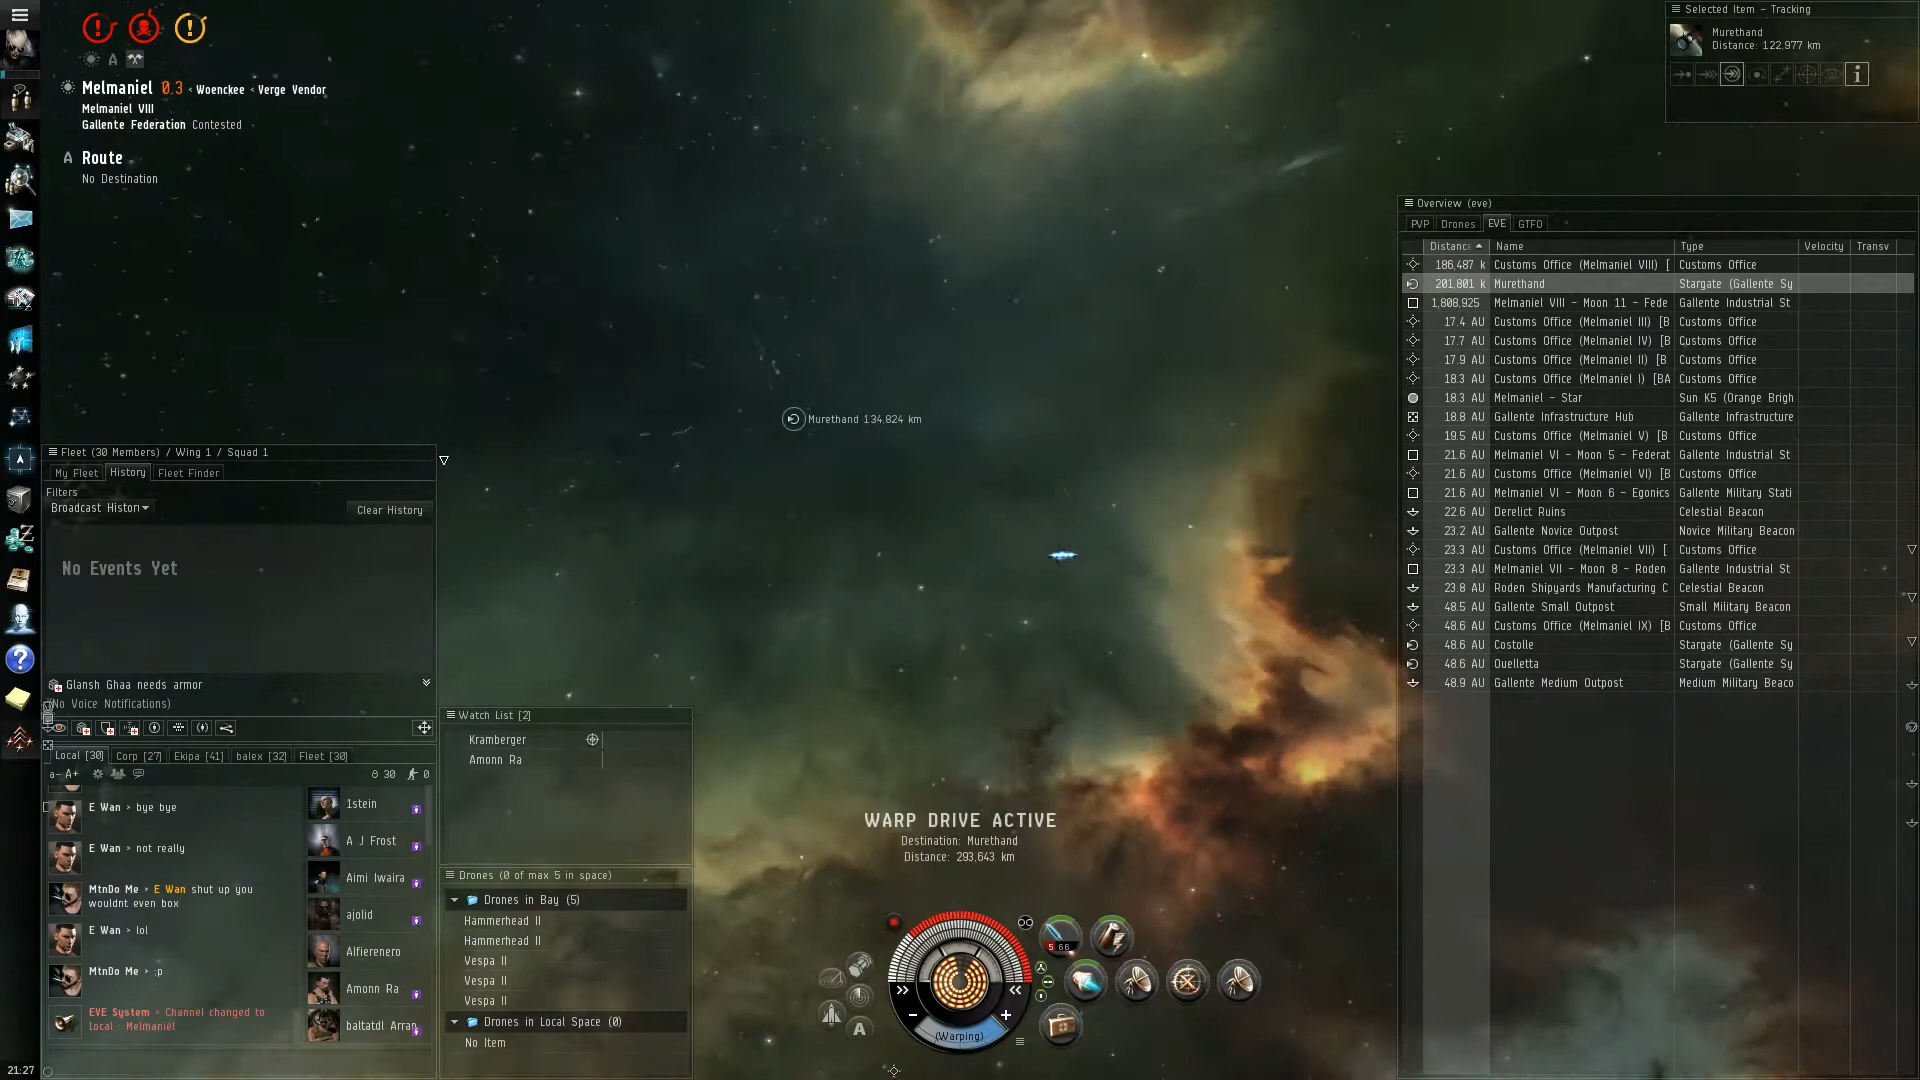 Melmaniel 0.3 < Woenckee < Verge Vendor
Melmaniel VIII
Gallente Federation Contested
A Route
No Destination
Selected Item - Tracking
Murethand
Distance: 122,977 km
Overview (eve)
PVP Drones EVE GTFO
Distanc Name Type Velocity Transv
186,487 k Customs Office (Melmaniel VIII) [ Customs Office
201,801 k Murethand Stargate (Gallente Sy
1,808,925 Melmaniel VIII - Moon 11 - Fede Gallente Industrial St
17.4 AU Customs Office (Melmaniel III) [B Customs Office
17.7 AU Customs Office (Melmaniel IV) [B Customs Office
17.9 AU Customs Office (Melmaniel II) [B Customs Office
18.3 AU Customs Office (Melmaniel I) [BA Customs Office
18.3 AU Melmaniel - Star Sun K5 (Orange Brigh
18.8 AU Gallente Infrastructure Hub Gallente Infrastructure
19.5 AU Customs Office (Melmaniel V) [B Customs Office
21.6 AU Melmaniel VI - Moon 5 - Federat Gallente Industrial St
21.6 AU Customs Office (Melmaniel VI) [B Customs Office
21.6 AU Melmaniel VI - Moon 6 - Egonics Gallente Military Stati
22.6 AU Derelict Ruins Celestial Beacon
23.2 AU Gallente Novice Outpost Novice Military Beacon
23.3 AU Customs Office (Melmaniel VII) [ Customs Office
23.3 AU Melmaniel VII - Moon 8 - Roden Gallente Industrial St
23.8 AU Roden Shipyards Manufacturing C Celestial Beacon
48.5 AU Gallente Small Outpost Small Military Beacon
48.6 AU Customs Office (Melmaniel IX) [B Customs Office
48.6 AU Costolle Stargate (Gallente Sy
48.6 AU Ouelletta Stargate (Gallente Sy
48.9 AU Gallente Medium Outpost Medium Military Beaco
Murethand 134,824 km
Fleet (30 Members) / Wing 1 / Squad 1
My Fleet History Fleet Finder
Filters
Broadcast Histor Clear History
No Events Yet
Glansh Ghaa needs armor
(No Voice Notifications)
Local [30] Corp [27] Ekipa [41] balex [32] Fleet [30]
a- A+ 30 0
E Wan > bye bye
E Wan > not really
MtnDo Me > E Wan shut up you
wouldnt even box
E Wan > lol
MtnDo Me > ;p
EVE System > Channel changed to
Local : Melmaniel
1stein
A J Frost
Aimi Iwaira
ajolid
Alfierenero
Amonn Ra
baltatdl Arran
Watch List [2]
Kramberger
Amonn Ra
Drones (0 of max 5 in space)
Drones in Bay (5)
Hammerhead II
Hammerhead II
Vespa II
Vespa II
Vespa II
Drones in Local Space (0)
No Item
WARP DRIVE ACTIVE
Destination: Murethand
Distance: 293,643 km
5 66
A
(Warping)
21:27